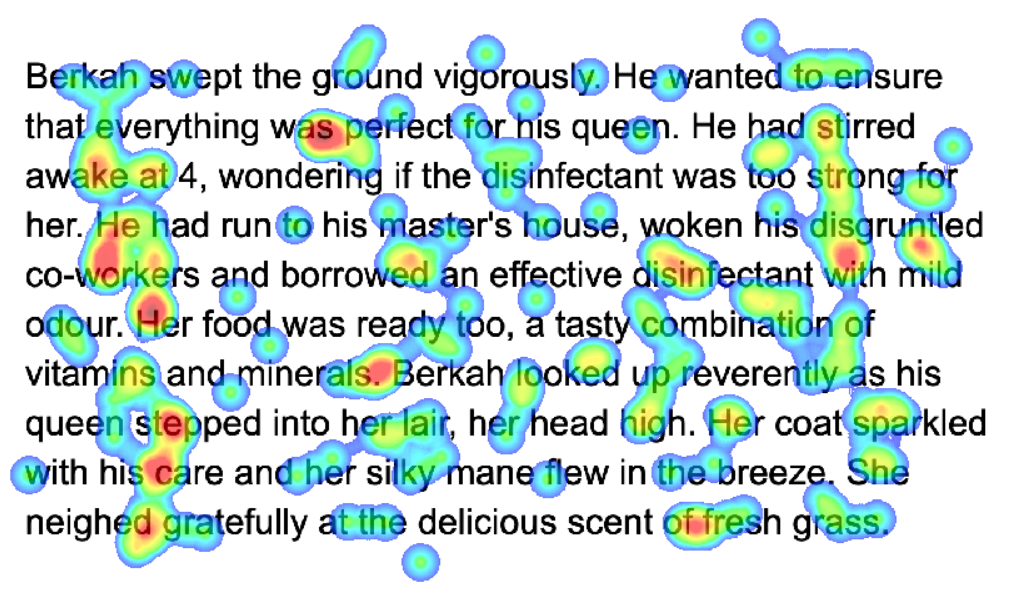 Berkah swept the ground vigorously. He wanted to ensure
that everything was perfect for his queen. He had stirred
awake at 4, wondering if the disinfectant was too strong for
her. He had run to his master's house, woken his disgruntled
co-workers and borrowed an effective disinfectant with mild
odour. Her food was ready too, a tasty combination of
vitamins and minerals. Berkah looked up reverently as his
queen stepped into her lair, her head high. Her coat sparkled
with his care and her silky mane flew in the breeze. She
neighed gratefully at the delicious scent of fresh grass.